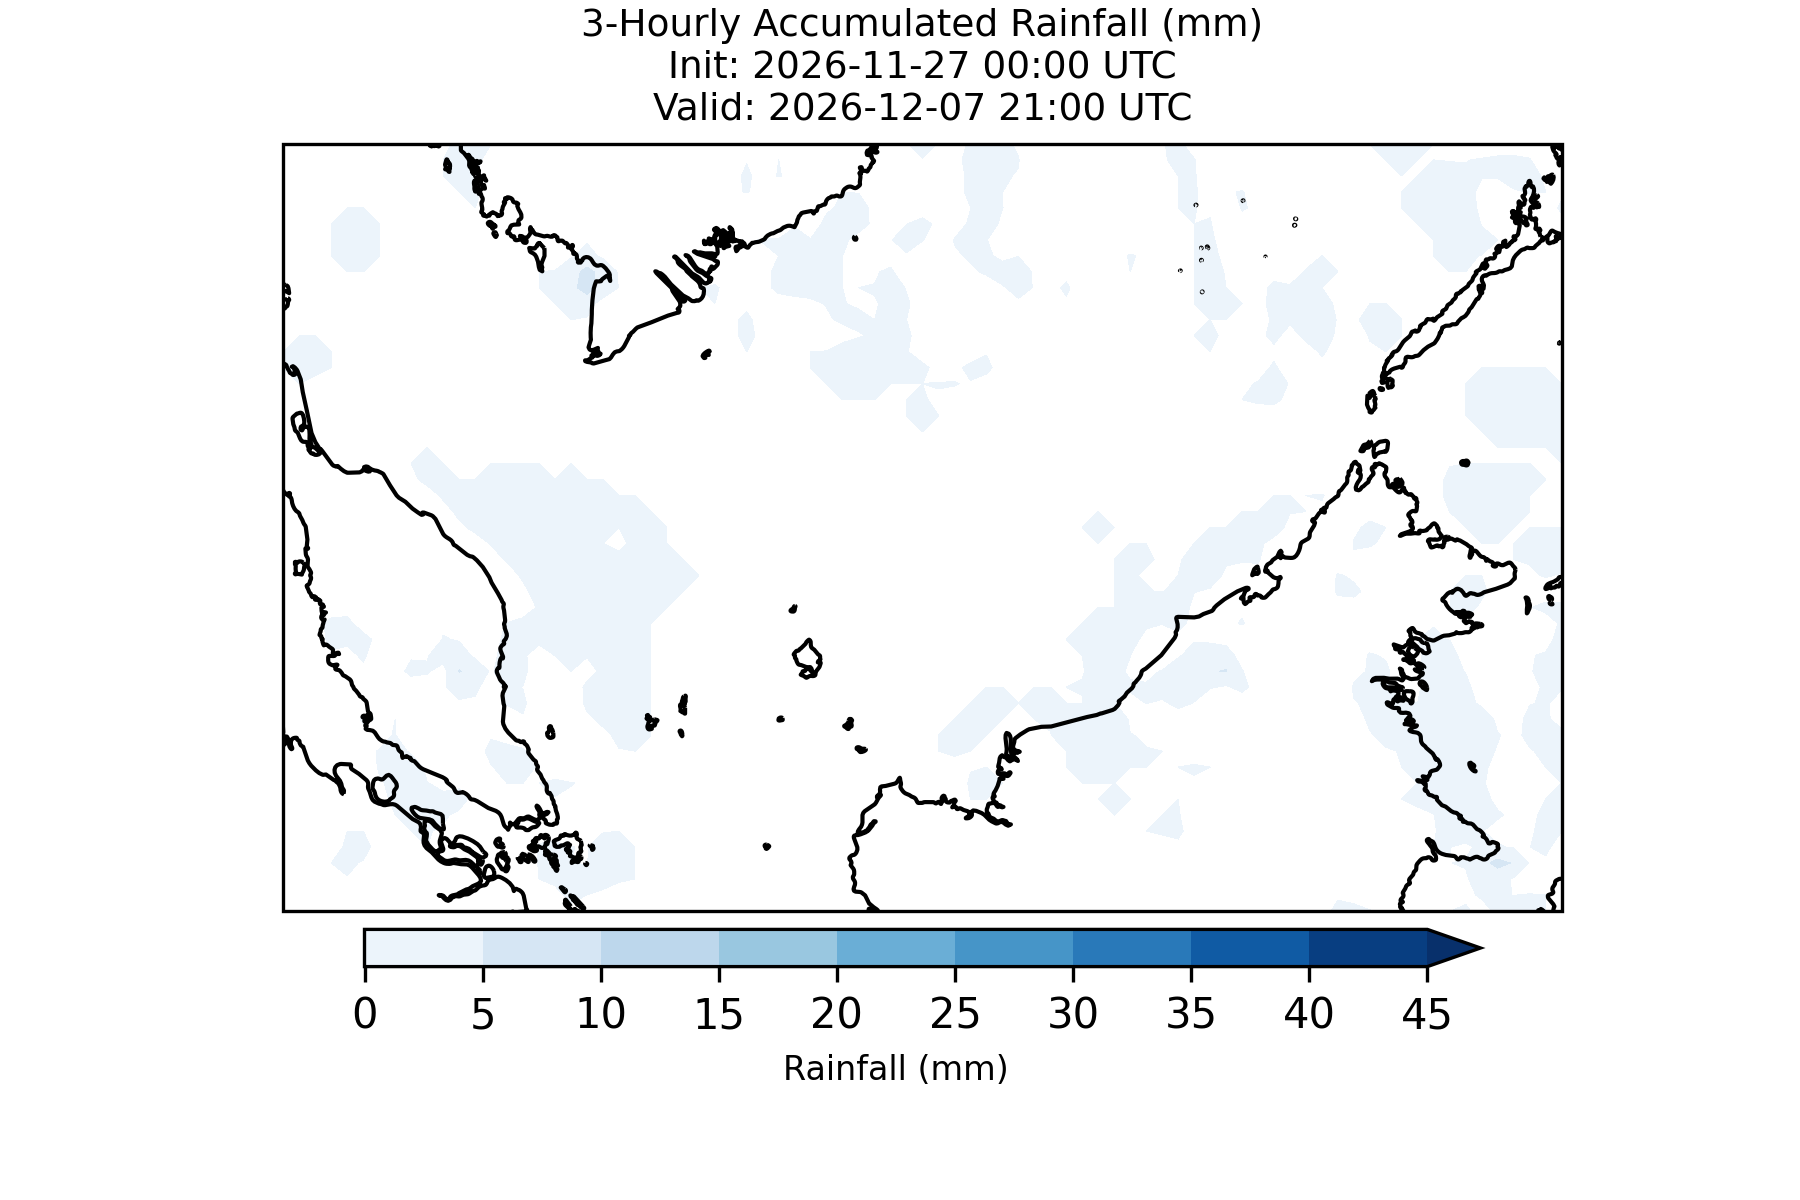 3-Hourly Accumulated Rainfall (mm)
Init: 2026-11-27 00:00 UTC
Valid: 2026-12-07 21:00 UTC
0 5 10 15 20 25 30 35 40 45
Rainfall (mm)